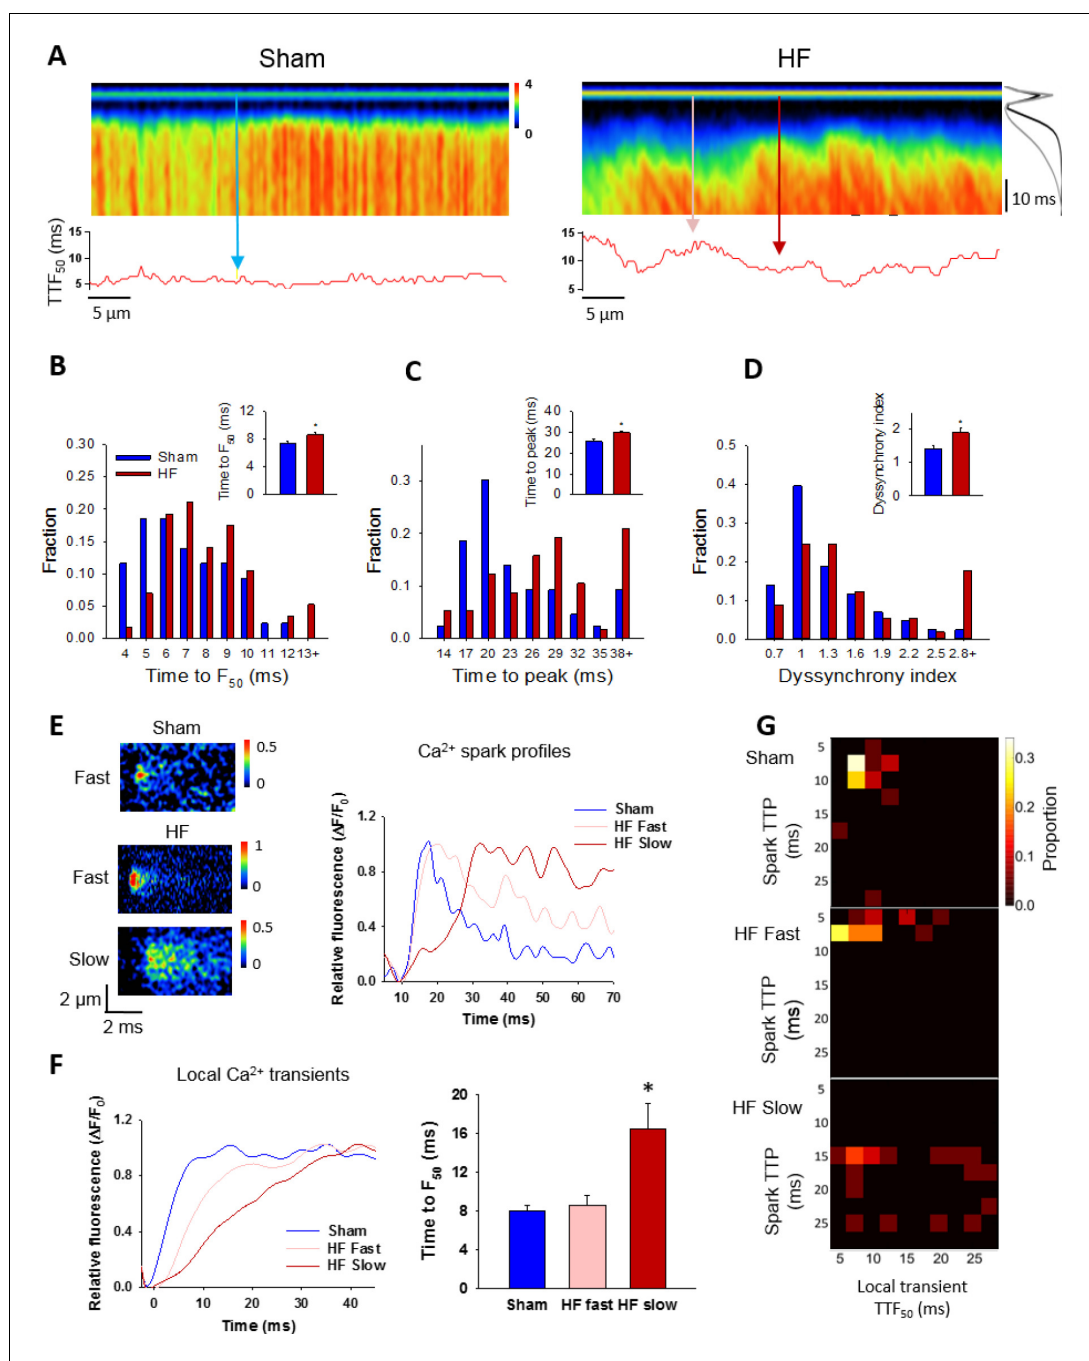 A
Sham
HF
4
0
10 ms
TTF50 (ms)
15
10
5
5 µm
15
10
5
5 µm
B
C
D
Time to F50 (ms)
12
8
4
0
*
Time to peak (ms)
40
30
20
10
0
*
Dyssynchrony index
2
1
0
*
Sham
HF
Fraction
0.30
0.25
0.20
0.15
0.10
0.05
0.00
4 5 6 7 8 9 10 11 12 13+
Time to F50 (ms)
Fraction
0.3
0.2
0.1
0.0
14 17 20 23 26 29 32 35 38+
Time to peak (ms)
Fraction
0.5
0.4
0.3
0.2
0.1
0.0
0.7 1 1.3 1.6 1.9 2.2 2.5 2.8+
Dyssynchrony index
E
Sham
Fast
0.5
0
HF
Fast
1
0
Slow
0.5
0
2 µm
2 ms
Ca2+ spark profiles
Relative fluorescence (ΔF/F0)
1.2
0.8
0.4
0.0
Sham
HF Fast
HF Slow
10 20 30 40 50 60 70
Time (ms)
F
Local Ca2+ transients
Relative fluorescence (ΔF/F0)
1.2
0.8
0.4
0.0
Sham
HF Fast
HF Slow
0 10 20 30 40
Time (ms)
Time to F50 (ms)
20
16
12
8
4
0
*
Sham HF fast HF slow
G
Sham
Spark TTP
(ms)
5
10
15
20
25
0.3
0.2
0.1
0.0
Proportion
HF Fast
Spark TTP
(ms)
5
10
15
20
25
HF Slow
Spark TTP
(ms)
5
10
15
20
25
5 10 15 20 25
Local transient
TTF50 (ms)